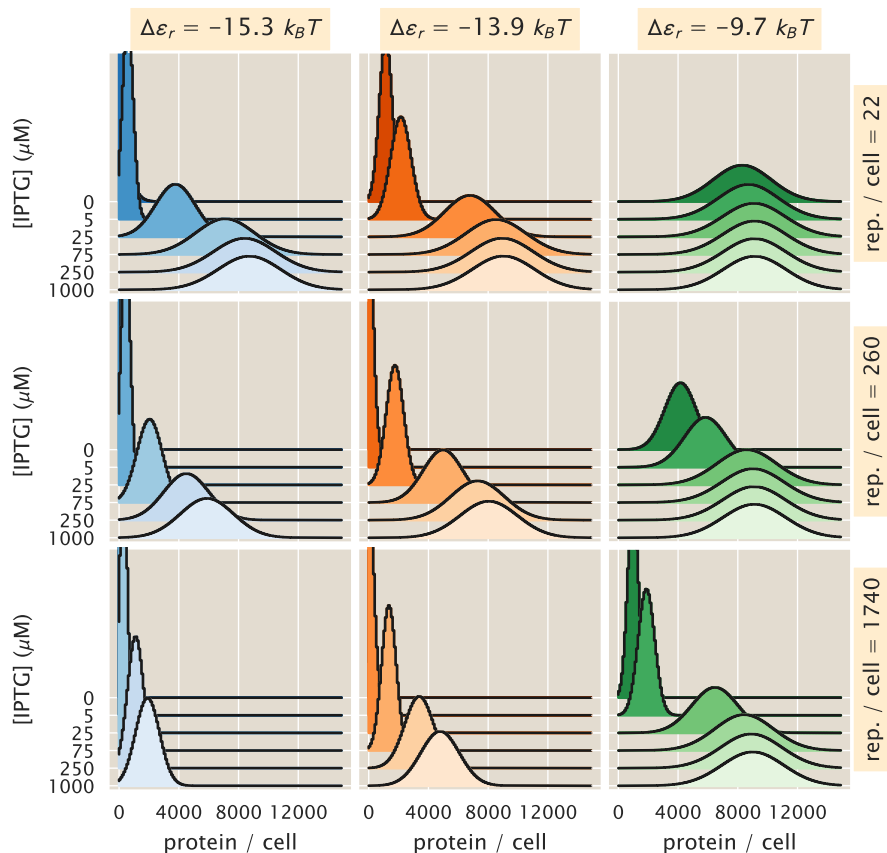 Δεr = −15.3 kBT
Δεr = −13.9 kBT
Δεr = −9.7 kBT
[IPTG] (μM)
0
5
25
75
250
1000
rep. / cell = 22
[IPTG] (μM)
0
5
25
75
250
1000
rep. / cell = 260
[IPTG] (μM)
0
5
25
75
250
1000
rep. / cell = 1740
0 4000 8000 12000
0 4000 8000 12000
0 4000 8000 12000
protein / cell
protein / cell
protein / cell